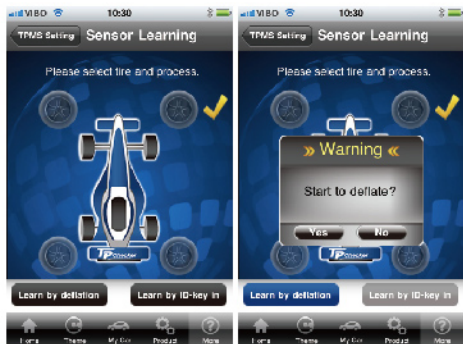 VIBO 10:30
TPMS Setting Sensor Learning
Please select tire and process.
TP Checker
Learn by deflation Learn by ID-key in
Home Theme My Car Product More
VIBO 10:30
TPMS Setting Sensor Learning
Please select tire and process.
» Warning «
Start to deflate?
Yes No
TP Checker
Learn by deflation Learn by ID-key in
Home Theme My Car Product More